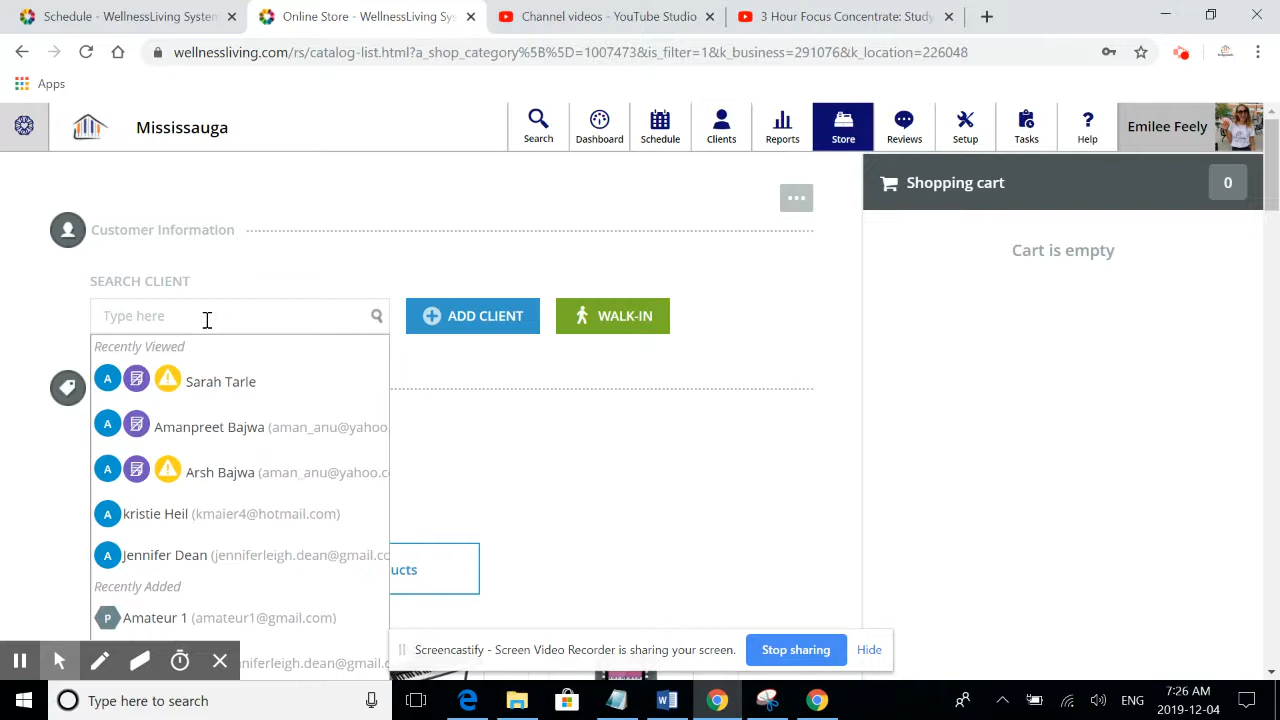 Schedule - WellnessLiving System
Online Store - WellnessLiving Sy
Channel videos - YouTube Studio
3 Hour Focus Concentrate: Study
wellnessliving.com/rs/catalog-list.html?a_shop_category%5B%5D=1007473&is_filter=1&k_business=291076&k_location=226048
Apps
Mississauga
Search
Dashboard
Schedule
Clients
Reports
Store
Reviews
Setup
Tasks
Help
Emilee Feely
Shopping cart
0
Cart is empty
Customer Information
SEARCH CLIENT
Type here
ADD CLIENT
WALK-IN
Recently Viewed
A Sarah Tarle
A Amanpreet Bajwa (aman_anu@yahoo
A Arsh Bajwa (aman_anu@yahoo.c
A kristie Heil (kmaier4@hotmail.com)
A Jennifer Dean (jenniferleigh.dean@gmail.co
ucts
Recently Added
P Amateur 1 (amateur1@gmail.com)
nniferleigh.dean@gmail.c
Screencastify - Screen Video Recorder is sharing your screen.
Stop sharing
Hide
Type here to search
ENG
7:26 AM
2019-12-04